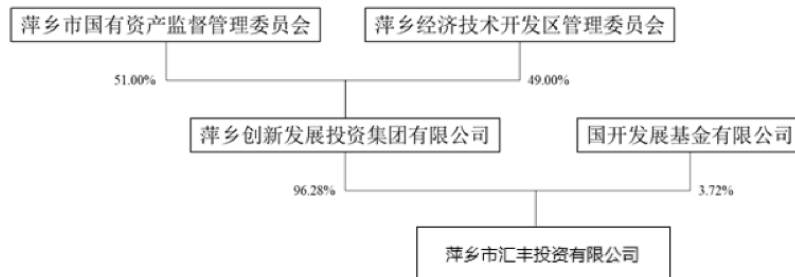 萍乡市国有资产监督管理委员会
萍乡经济技术开发区管理委员会
51.00%
49.00%
萍乡创新发展投资集团有限公司
国开发展基金有限公司
96.28%
3.72%
萍乡市汇丰投资有限公司